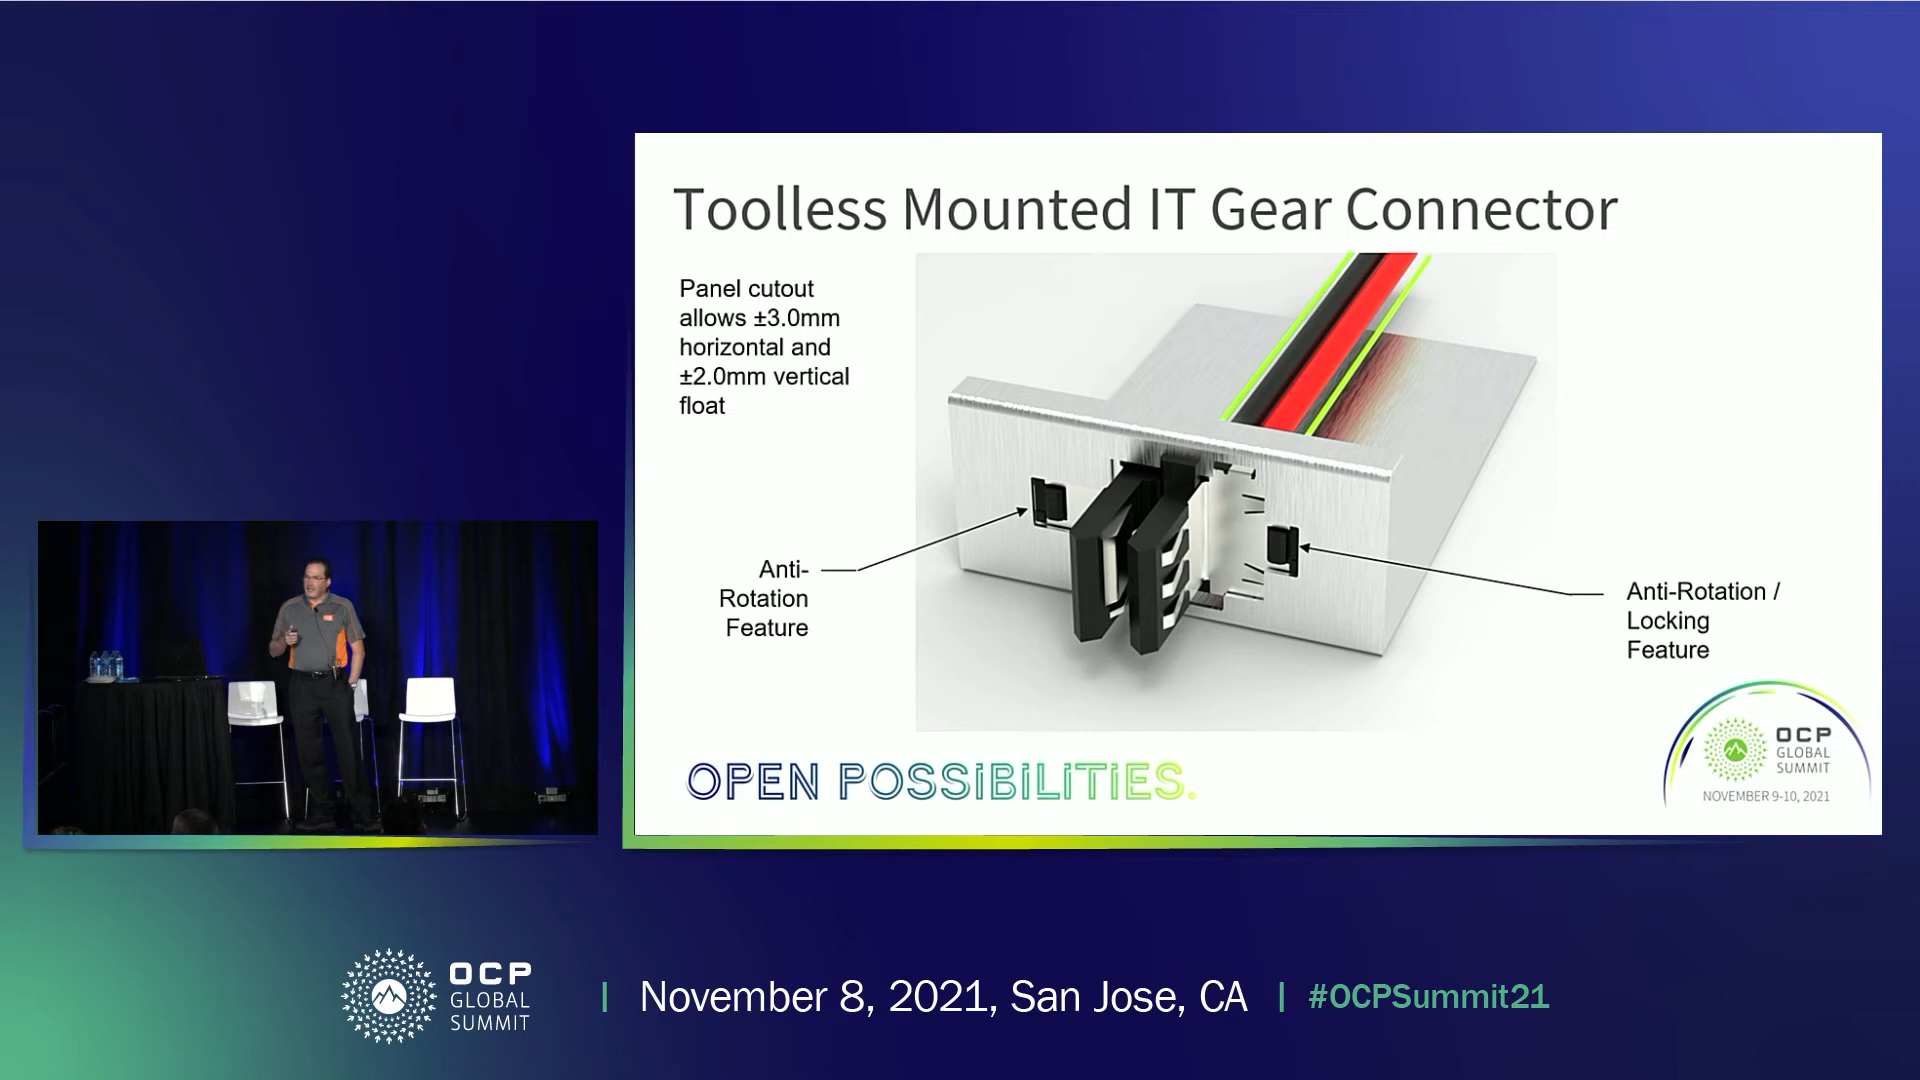 Toolless Mounted IT Gear Connector
Panel cutout
allows ±3.0mm
horizontal and
±2.0mm vertical
float
Anti-
Rotation
Feature
Anti-Rotation /
Locking
Feature
OPEN POSSIBILITIES.
OCP
GLOBAL
SUMMIT
NOVEMBER 9-10, 2021
OCP
GLOBAL
SUMMIT
November 8, 2021, San Jose, CA
#OCPSummit21